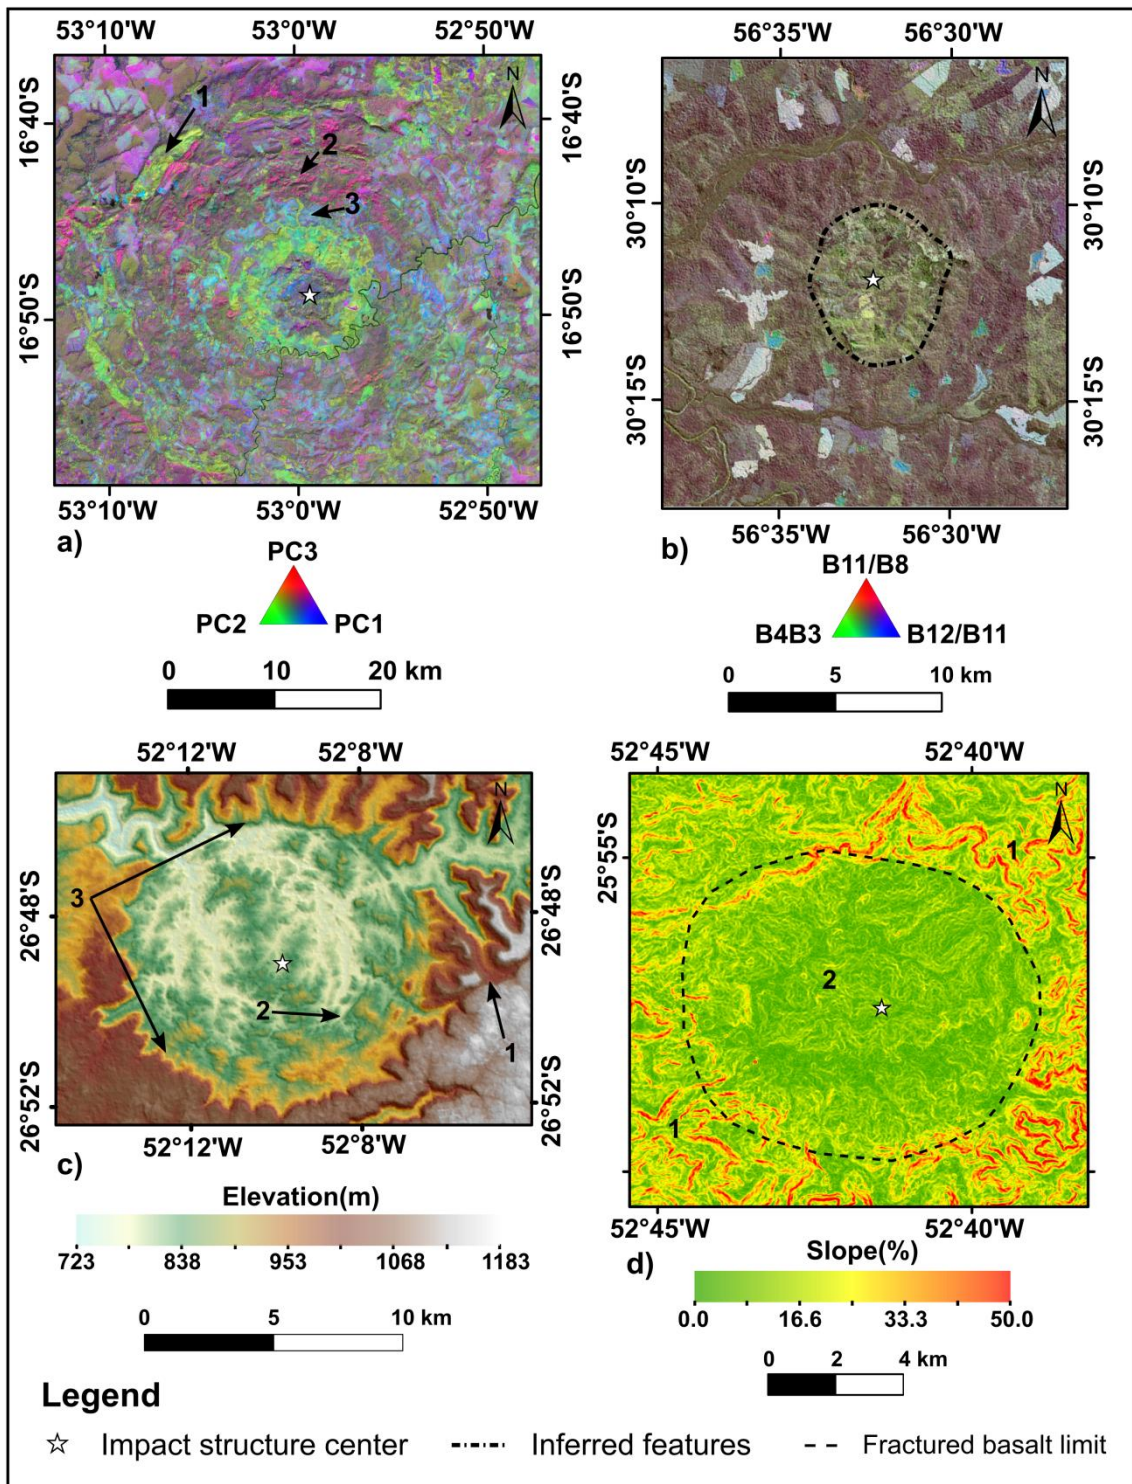 53°10'W 53°0'W 52°50'W
16°40'S 16°40'S
16°50'S 16°50'S
N
1
2
3
53°10'W 53°0'W 52°50'W
a)
PC3
PC2 PC1
0 10 20 km
56°35'W 56°30'W
N
30°10'S 30°10'S
30°15'S 30°15'S
56°35'W 56°30'W
b)
B11/B8
B4B3 B12/B11
0 5 10 km
52°12'W 52°8'W
N
26°48'S 26°48'S
26°52'S 26°52'S
3
2
1
52°12'W 52°8'W
c)
Elevation(m)
723 838 953 1068 1183
0 5 10 km
52°45'W 52°40'W
N
25°55'S
1
2
1
52°45'W 52°40'W
d)
Slope(%)
0.0 16.6 33.3 50.0
0 2 4 km
Legend
Impact structure center Inferred features Fractured basalt limit